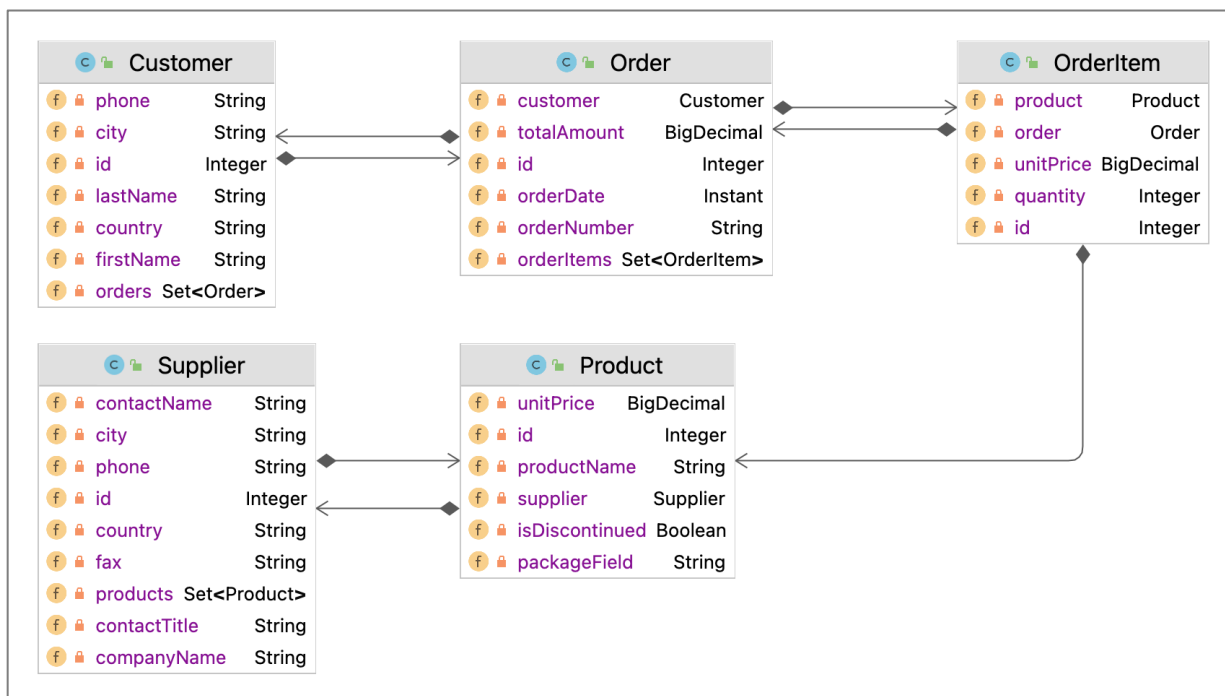 Customer
phone String
city String
id Integer
lastName String
country String
firstName String
orders Set<Order>
Order
customer Customer
totalAmount BigDecimal
id Integer
orderDate Instant
orderNumber String
orderItems Set<OrderItem>
OrderItem
product Product
order Order
unitPrice BigDecimal
quantity Integer
id Integer
Supplier
contactName String
city String
phone String
id Integer
country String
fax String
products Set<Product>
contactTitle String
companyName String
Product
unitPrice BigDecimal
id Integer
productName String
supplier Supplier
isDiscontinued Boolean
packageField String